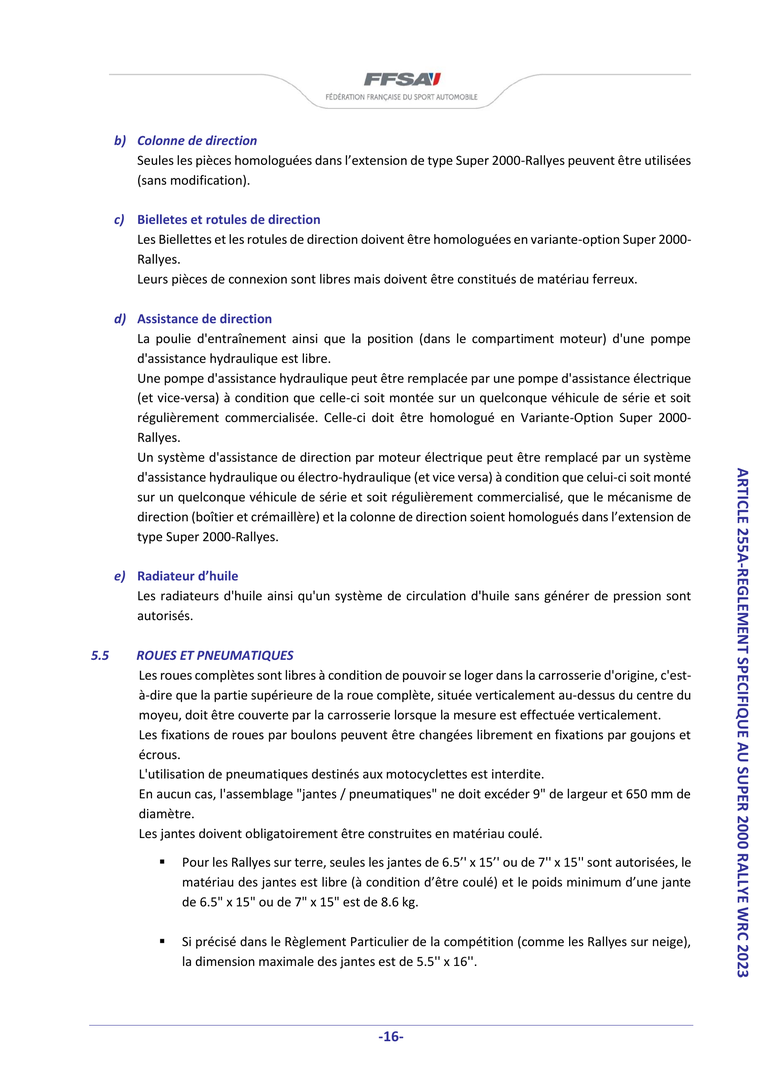 FFSA
FÉDÉRATION FRANÇAISE DU SPORT AUTOMOBILE
b) Colonne de direction
Seules les pièces homologuées dans l’extension de type Super 2000-Rallyes peuvent être utilisées
(sans modification).
c) Bielletes et rotules de direction
Les Biellettes et les rotules de direction doivent être homologuées en variante-option Super 2000-
Rallyes.
Leurs pièces de connexion sont libres mais doivent être constitués de matériau ferreux.
d) Assistance de direction
La poulie d'entraînement ainsi que la position (dans le compartiment moteur) d'une pompe
d'assistance hydraulique est libre.
Une pompe d'assistance hydraulique peut être remplacée par une pompe d'assistance électrique
(et vice-versa) à condition que celle-ci soit montée sur un quelconque véhicule de série et soit
régulièrement commercialisée. Celle-ci doit être homologué en Variante-Option Super 2000-
Rallyes.
Un système d'assistance de direction par moteur électrique peut être remplacé par un système
d'assistance hydraulique ou électro-hydraulique (et vice versa) à condition que celui-ci soit monté
sur un quelconque véhicule de série et soit régulièrement commercialisé, que le mécanisme de
direction (boîtier et crémaillère) et la colonne de direction soient homologués dans l’extension de
type Super 2000-Rallyes.
e) Radiateur d’huile
Les radiateurs d'huile ainsi qu'un système de circulation d'huile sans générer de pression sont
autorisés.
5.5 ROUES ET PNEUMATIQUES
Les roues complètes sont libres à condition de pouvoir se loger dans la carrosserie d'origine, c'est-
à-dire que la partie supérieure de la roue complète, située verticalement au-dessus du centre du
moyeu, doit être couverte par la carrosserie lorsque la mesure est effectuée verticalement.
Les fixations de roues par boulons peuvent être changées librement en fixations par goujons et
écrous.
L'utilisation de pneumatiques destinés aux motocyclettes est interdite.
En aucun cas, l'assemblage "jantes / pneumatiques" ne doit excéder 9" de largeur et 650 mm de
diamètre.
Les jantes doivent obligatoirement être construites en matériau coulé.
▪ Pour les Rallyes sur terre, seules les jantes de 6.5’’ x 15’’ ou de 7'' x 15'' sont autorisées, le
matériau des jantes est libre (à condition d’être coulé) et le poids minimum d’une jante
de 6.5" x 15" ou de 7" x 15" est de 8.6 kg.
▪ Si précisé dans le Règlement Particulier de la compétition (comme les Rallyes sur neige),
la dimension maximale des jantes est de 5.5'' x 16''.
ARTICLE 255A-REGLEMENT SPECIFIQUE AU SUPER 2000 RALLYE WRC 2023
-16-